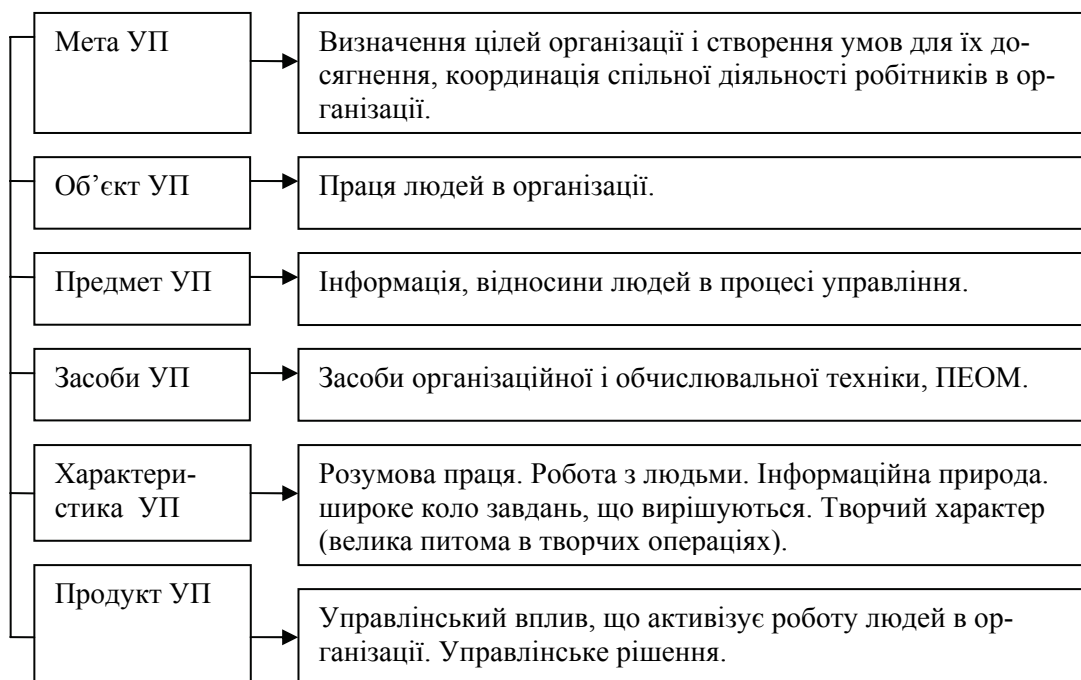 Мета УП
Визначення цілей організації і створення умов для їх до-
сягнення, координація спільної діяльності робітників в ор-
ганізації.
Об’єкт УП
Праця людей в організації.
Предмет УП
Інформація, відносини людей в процесі управління.
Засоби УП
Засоби організаційної і обчислювальної техніки, ПЕОМ.
Характери-
стика УП
Розумова праця. Робота з людьми. Інформаційна природа.
широке коло завдань, що вирішуються. Творчий характер
(велика питома в творчих операціях).
Продукт УП
Управлінський вплив, що активізує роботу людей в ор-
ганізації. Управлінське рішення.